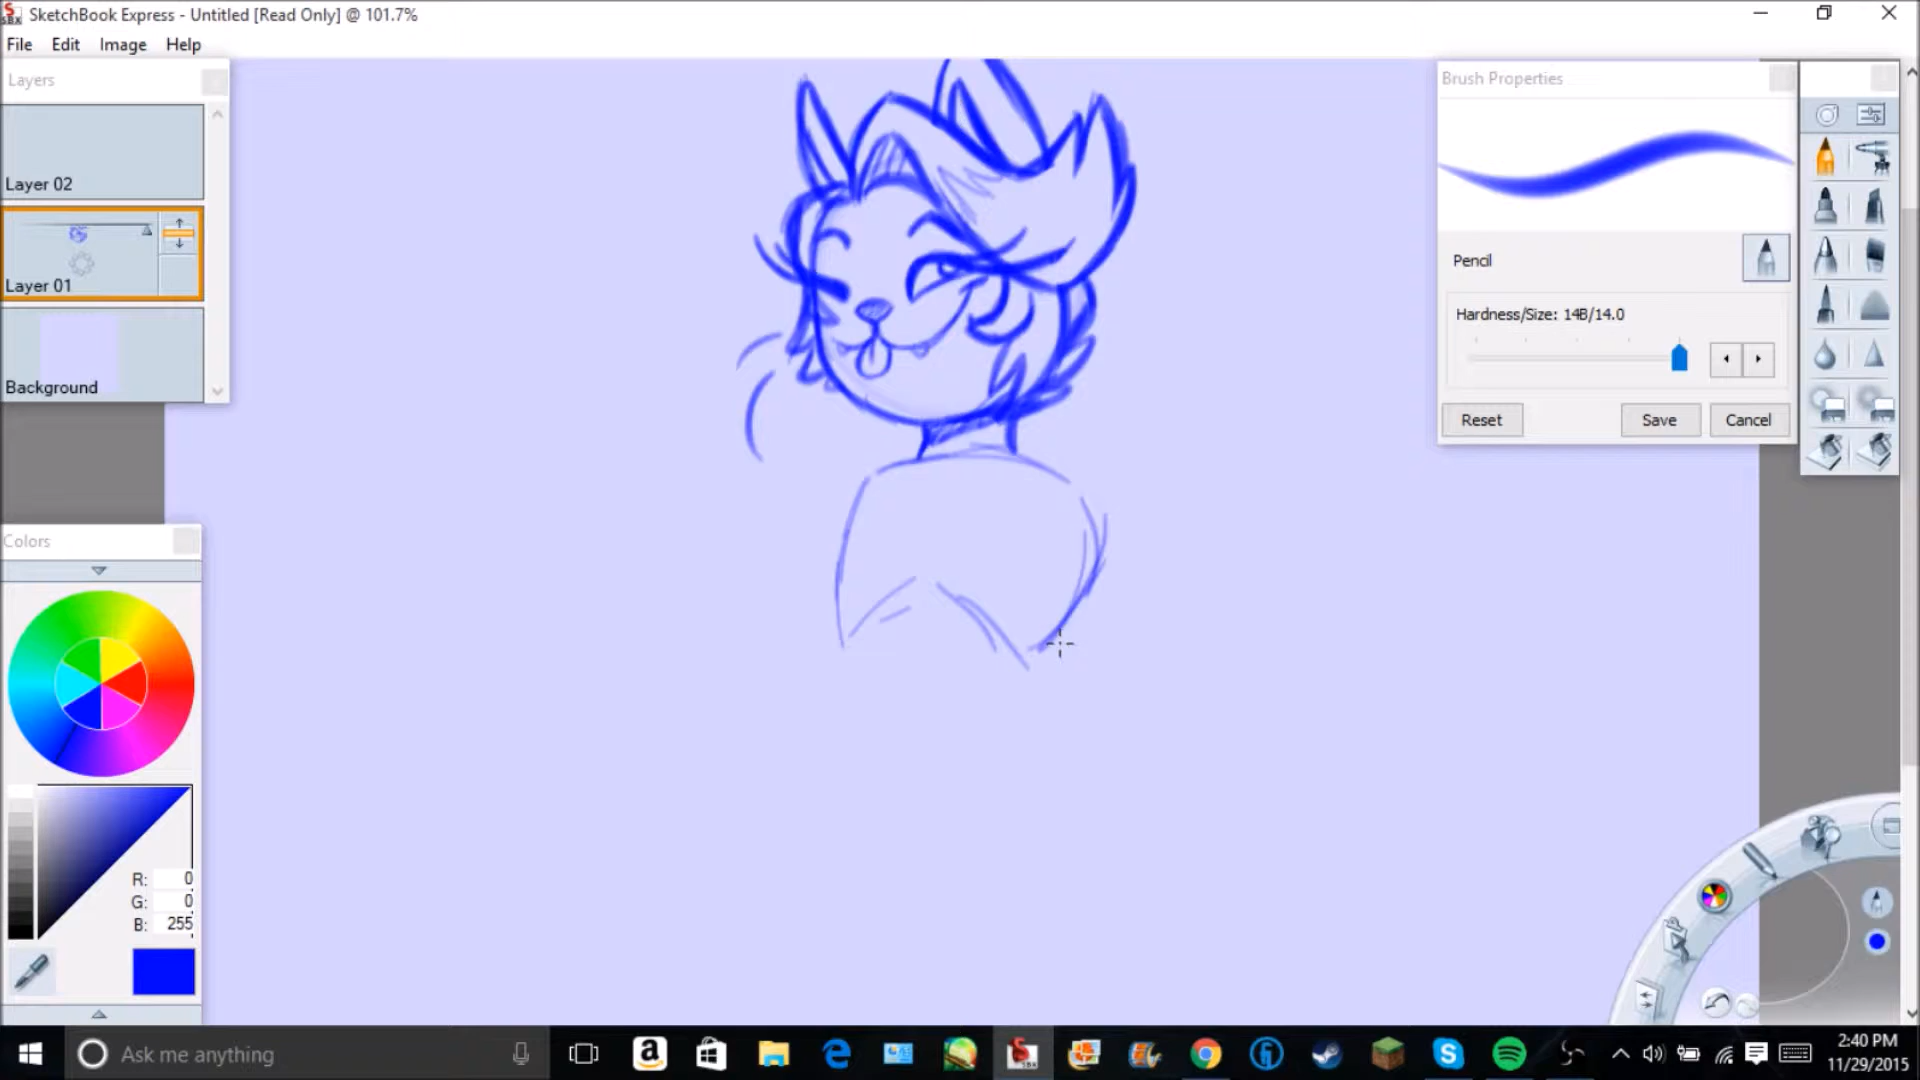 SketchBook Express - Untitled [Read Only] @ 101.7%
File Edit Image Help
Layers
Layer 02
Layer 01
Background
Brush Properties
Pencil
Hardness/Size: 14B/14.0
Reset Save Cancel
Colors
R: 0
G: 0
B: 255
Ask me anything
2:40 PM
11/29/2015